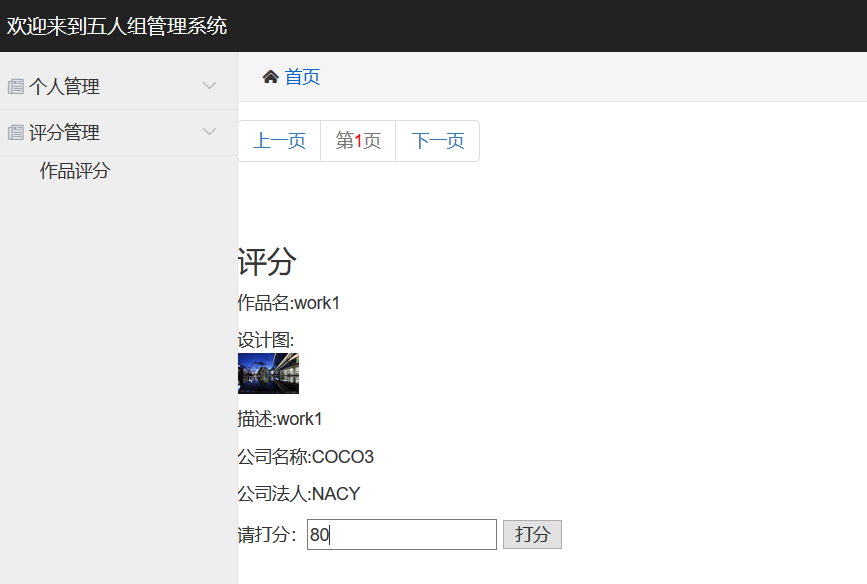 欢迎来到五人组管理系统
个人管理
评分管理
作品评分
首页
上一页 第1页 下一页
评分
作品名:work1
设计图:
描述:work1
公司名称:COCO3
公司法人:NACY
请打分： 80 打分